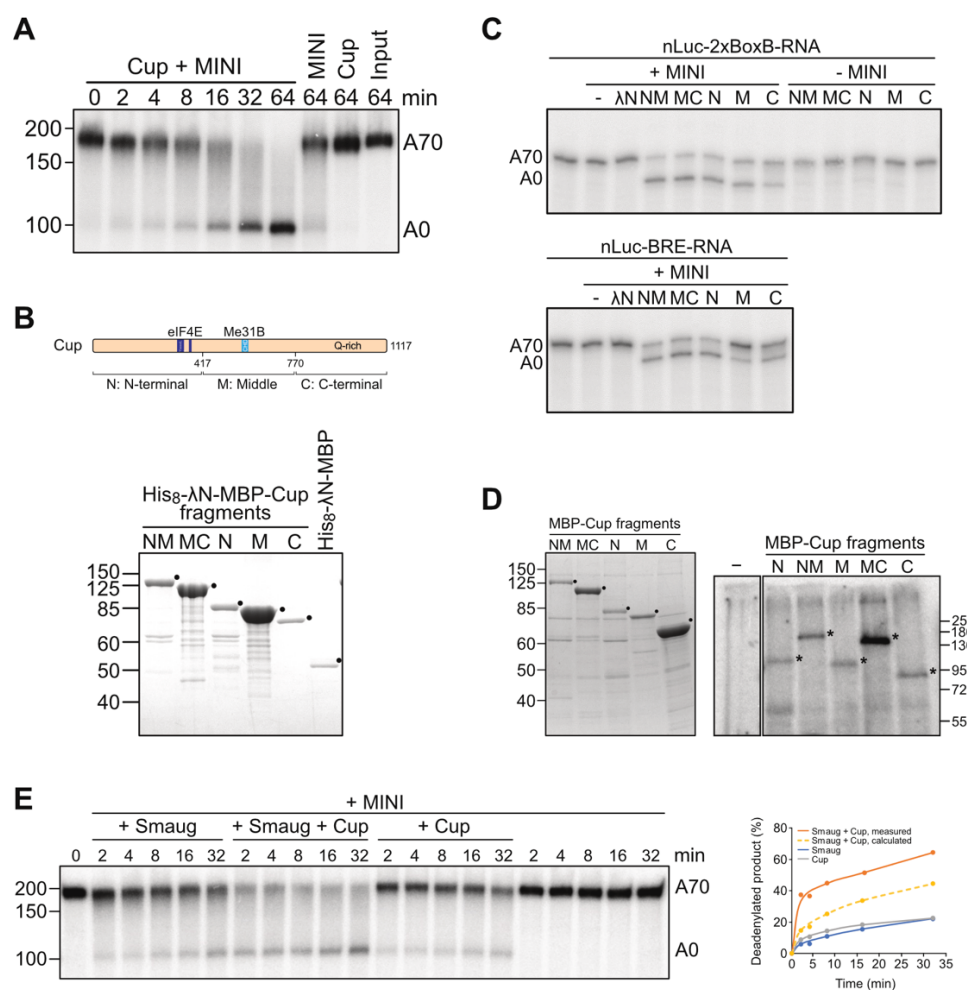 A
Cup + MINI
MINI
Cup
Input
0 2 4 8 16 32 64 64 64 64 min
200
150
100
A70
A0
B
eIF4E Me31B
Cup Q-rich 1117
417 770
N: N-terminal M: Middle C: C-terminal
His8-λN-MBP-Cup
fragments
His8-λN-MBP
NM MC N M C
150
125
85
60
50
40
C
nLuc-2xBoxB-RNA
+ MINI - MINI
- λN NM MC N M C NM MC N M C
A70
A0
nLuc-BRE-RNA
+ MINI
- λN NM MC N M C
A70
A0
D
MBP-Cup fragments
NM MC N M C
150
125
85
60
50
40
MBP-Cup fragments
– N NM M MC C
* * * * *
95
72
55
E
+ MINI
+ Smaug + Smaug + Cup + Cup
0 2 4 8 16 32 2 4 8 16 32 2 4 8 16 32 2 4 8 16 32 min
200
150
100
A70
A0
Deadenylated product (%)
80
60
40
20
0
Smaug + Cup, measured
Smaug + Cup, calculated
Smaug
Cup
0 5 10 15 20 25 30 35
Time (min)